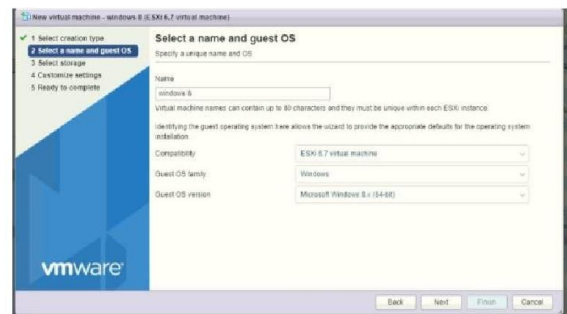 New virtual machine - windows 8 (ESXi 6.7 virtual machine)
1 Select creation type
2 Select a name and guest OS
3 Select storage
4 Customize settings
5 Ready to complete
Select a name and guest OS
Specify a unique name and OS
Name
windows 8
Virtual machine names can contain up to 80 characters and they must be unique within each ESXi instance.
Identifying the guest operating system here allows the wizard to provide the appropriate defaults for the operating system
installation.
Compatibility
ESXi 6.7 virtual machine
Guest OS family
Windows
Guest OS version
Microsoft Windows 8.x (64-bit)
vmware
Back
Next
Finish
Cancel